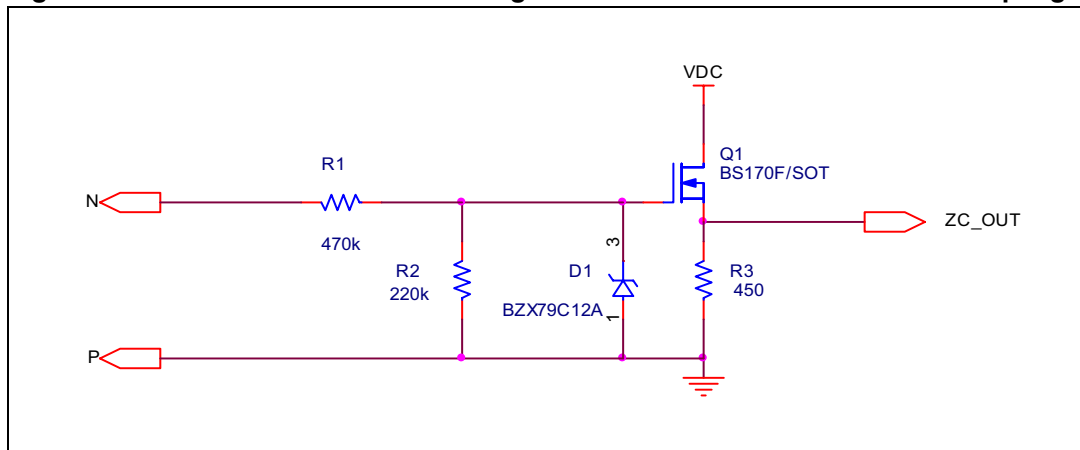 VDC
Q1
BS170F/SOT
R1
N
ZC_OUT
470k
3
R2
220k
D1
R3
450
BZX79C12A
1
P